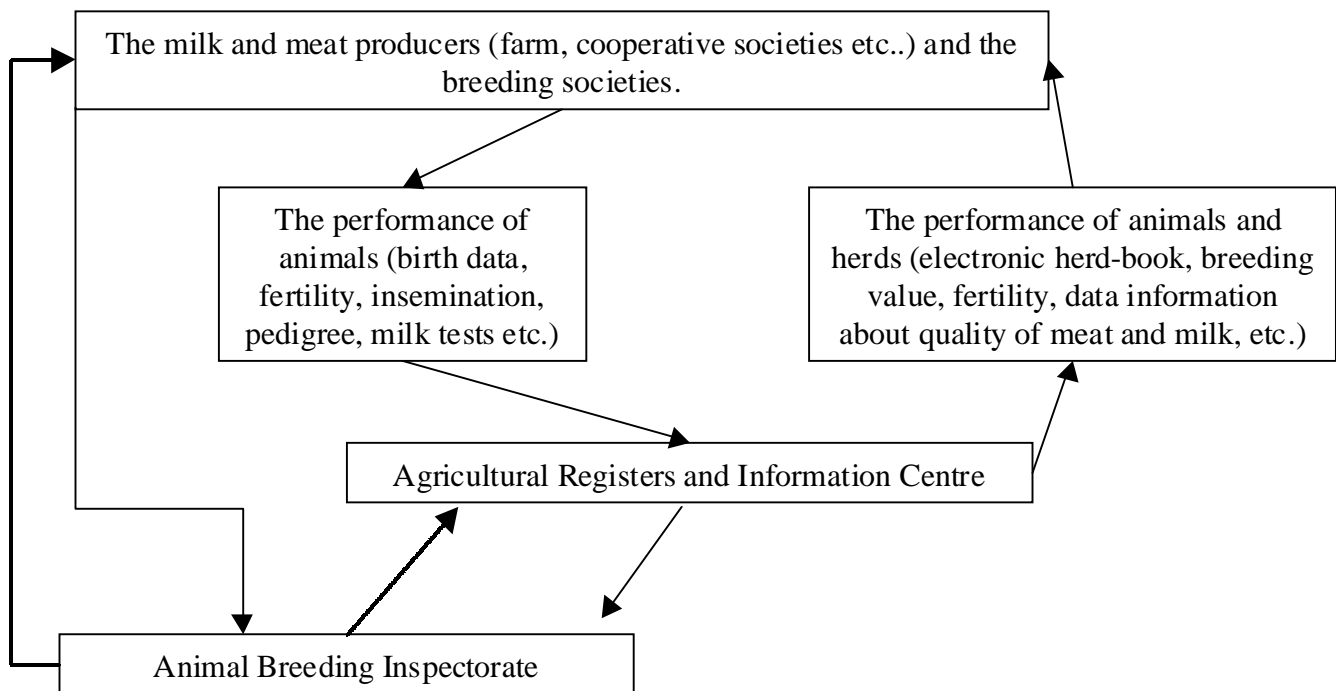 The milk and meat producers (farm, cooperative societies etc..) and the
breeding societies.
The performance of
animals (birth data,
fertility, insemination,
pedigree, milk tests etc.)
The performance of animals and
herds (electronic herd-book, breeding
value, fertility, data information
about quality of meat and milk, etc.)
Agricultural Registers and Information Centre
Animal Breeding Inspectorate